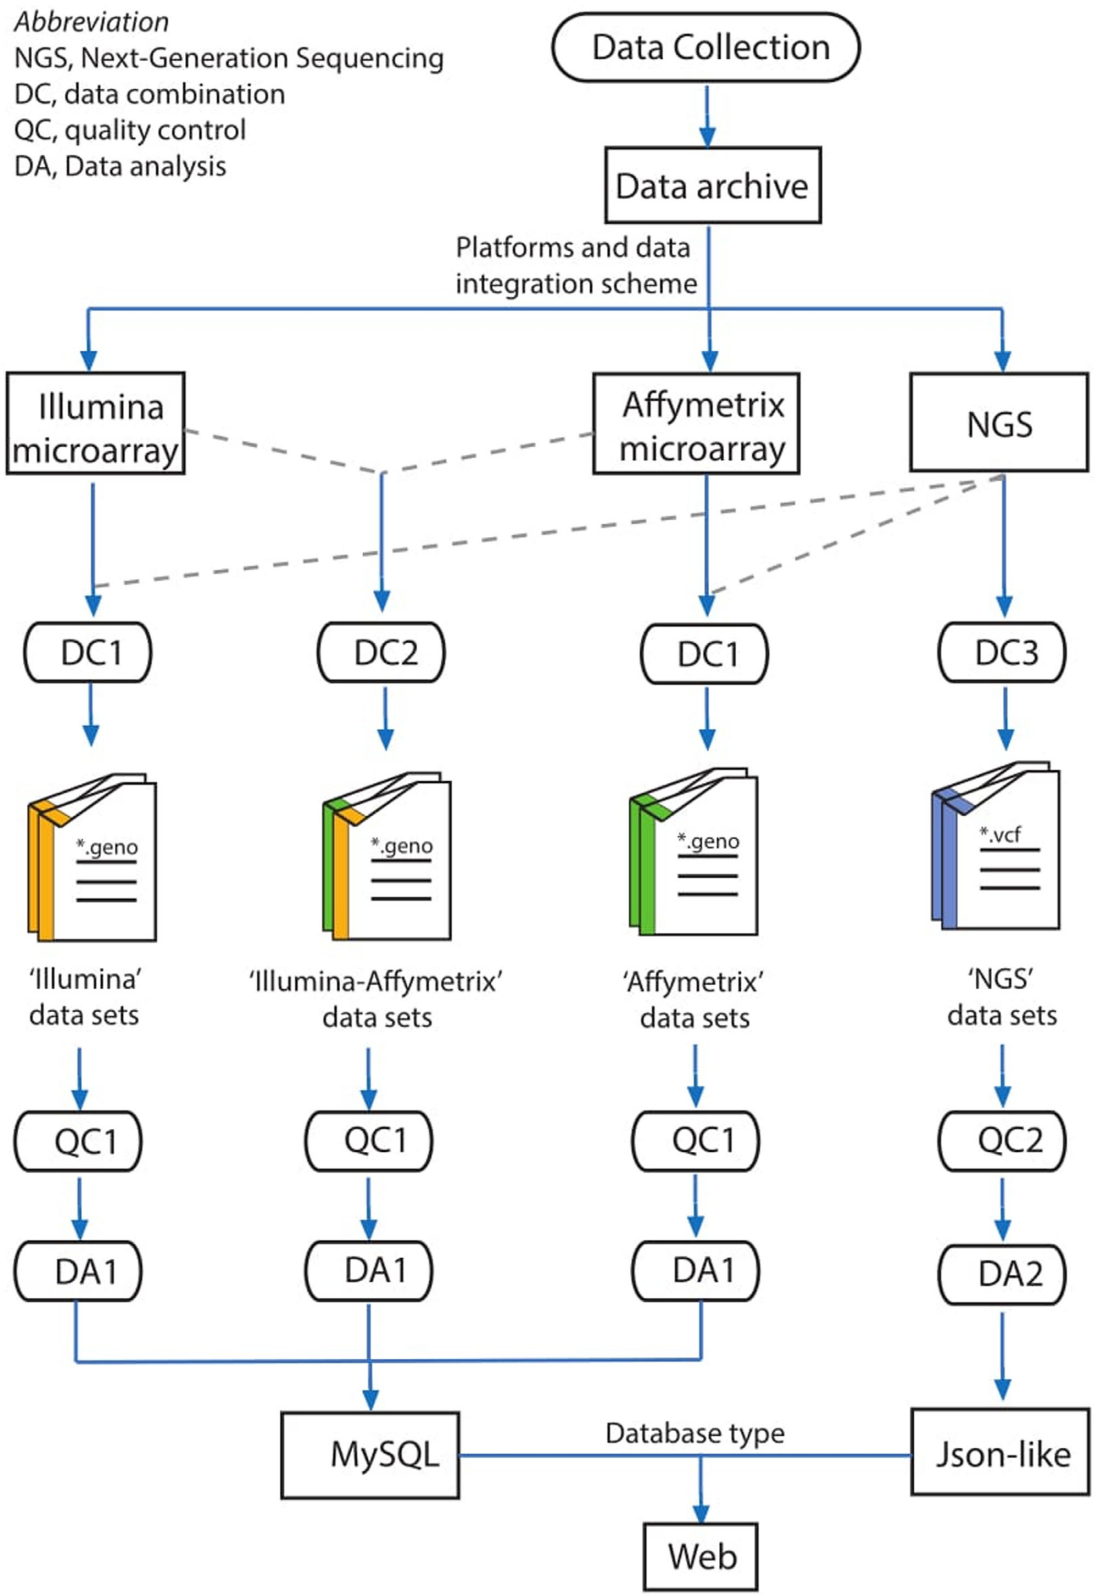 Abbreviation
NGS, Next-Generation Sequencing
DC, data combination
QC, quality control
DA, Data analysis
Data Collection
Data archive
Platforms and data
integration scheme
Illumina
microarray
Affymetrix
microarray
NGS
DC1
DC2
DC1
DC3
*.geno
*.geno
*.geno
*.vcf
‘Illumina’
data sets
‘Illumina-Affymetrix’
data sets
‘Affymetrix’
data sets
‘NGS’
data sets
QC1
QC1
QC1
QC2
DA1
DA1
DA1
DA2
MySQL
Database type
Json-like
Web